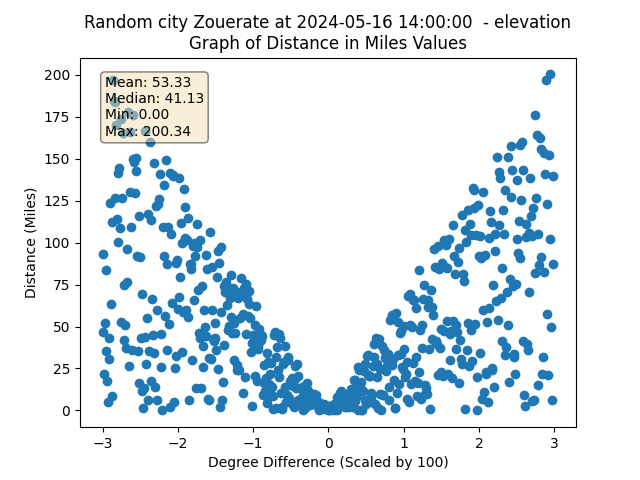 Random city Zouerate at 2024-05-16 14:00:00  - elevation
Graph of Distance in Miles Values
Mean: 53.33
Median: 41.13
Min: 0.00
Max: 200.34
Distance (Miles)
200
175
150
125
100
75
50
25
0
−3
−2
−1
0
1
2
3
Degree Difference (Scaled by 100)